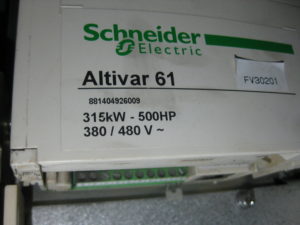 Schneider
Electric
Altivar 61
FV30201
881404926009
315kW - 500HP
380 / 480 V ~